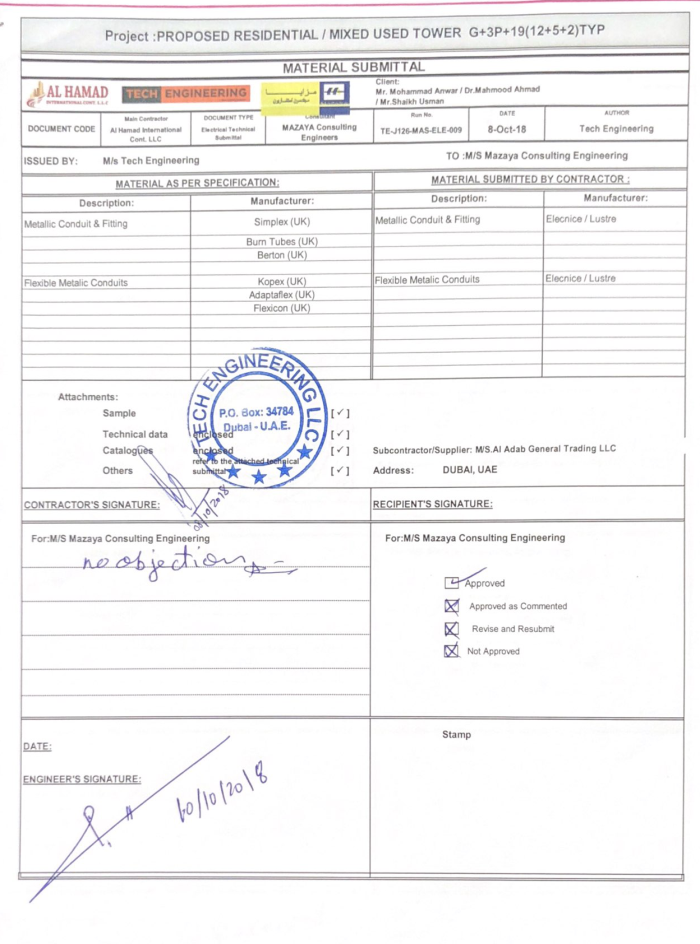 Project :PROPOSED RESIDENTIAL / MIXED USED TOWER G+3P+19(12+5+2)TYP
MATERIAL SUBMITTAL
AL HAMAD
INTERNATIONAL CONT. L.L.C
TECH ENGINEERING
مزايا
Client:
Mr. Mohammad Anwar / Dr.Mahmood Ahmad
/ Mr.Shaikh Usman
DOCUMENT CODE
Main Contractor
Al Hamad International
Cont. LLC
DOCUMENT TYPE
Electrical Technical
Submittal
Consultant
MAZAYA Consulting
Engineers
Run No.
TE-J126-MAS-ELE-009
DATE
8-Oct-18
AUTHOR
Tech Engineering
ISSUED BY: M/s Tech Engineering
TO :M/S Mazaya Consulting Engineering
MATERIAL AS PER SPECIFICATION:
MATERIAL SUBMITTED BY CONTRACTOR :
Description: Manufacturer: Description: Manufacturer:
Metallic Conduit & Fitting Simplex (UK) Metallic Conduit & Fitting Elecnice / Lustre
Burn Tubes (UK)
Berton (UK)
Flexible Metalic Conduits Kopex (UK) Flexible Metalic Conduits Elecnice / Lustre
Adaptaflex (UK)
Flexicon (UK)
Attachments:
Sample [✓]
Technical data enclosed [✓]
Catalogues enclosed [✓]
Others refer to the attached technical submittal [✓]
TECH ENGINEERING LLC
P.O. Box: 34784
Dubai - U.A.E.
Subcontractor/Supplier: M/S.Al Adab General Trading LLC
Address: DUBAI, UAE
CONTRACTOR'S SIGNATURE:
08/10/2018
RECIPIENT'S SIGNATURE:
For:M/S Mazaya Consulting Engineering
no objection
For:M/S Mazaya Consulting Engineering
Approved
Approved as Commented
Revise and Resubmit
Not Approved
DATE:
ENGINEER'S SIGNATURE:
10/10/2018
Stamp